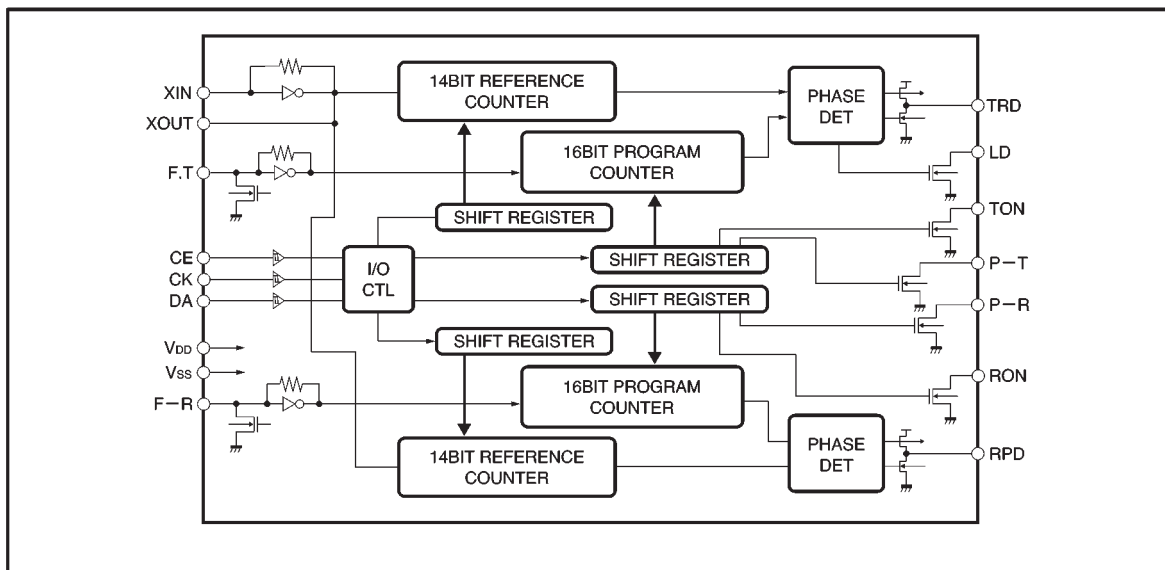 XIN
XOUT
F.T
CE
CK
DA
VDD
VSS
F－R
14BIT REFERENCE
COUNTER
16BIT PROGRAM
COUNTER
SHIFT REGISTER
I/O
CTL
SHIFT REGISTER
SHIFT REGISTER
SHIFT REGISTER
16BIT PROGRAM
COUNTER
14BIT REFERENCE
COUNTER
PHASE
DET
PHASE
DET
TRD
LD
TON
P－T
P－R
RON
RPD